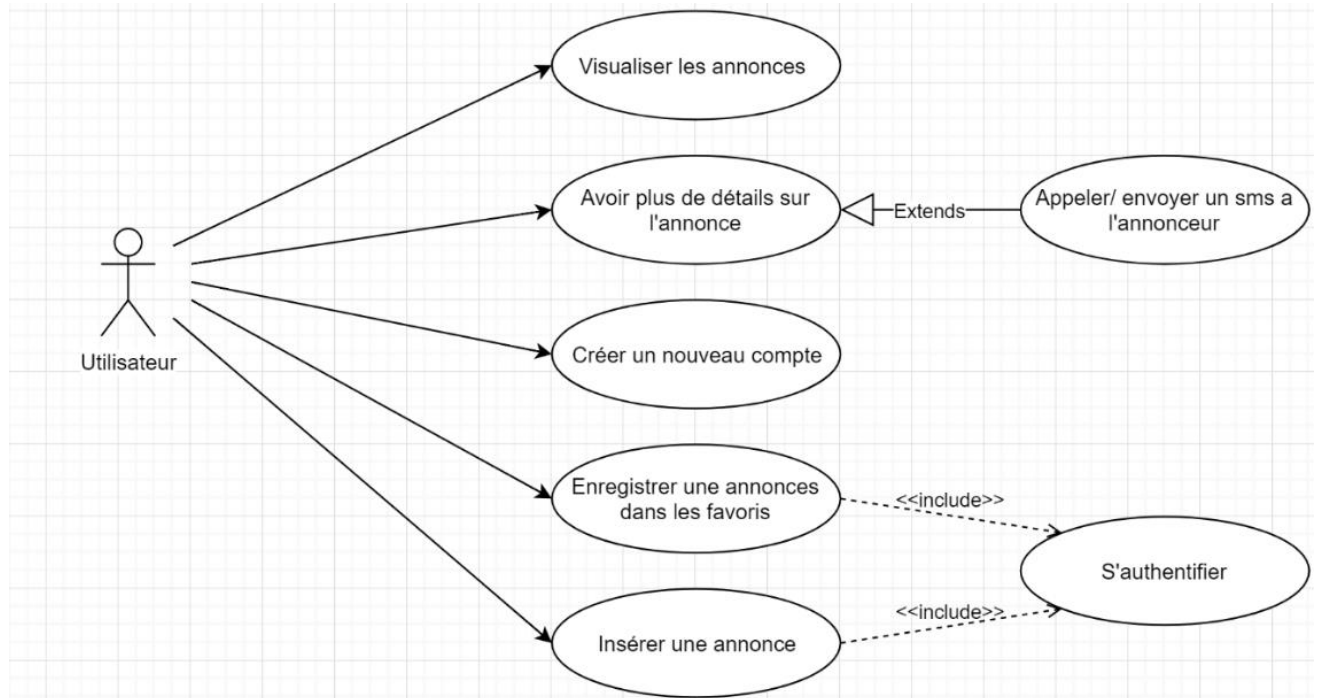 Visualiser les annonces
Avoir plus de détails sur
l'annonce
Extends
Appeler/ envoyer un sms a
l'annonceur
Utilisateur
Créer un nouveau compte
Enregistrer une annonces
dans les favoris
<<include>>
S'authentifier
<<include>>
Insérer une annonce